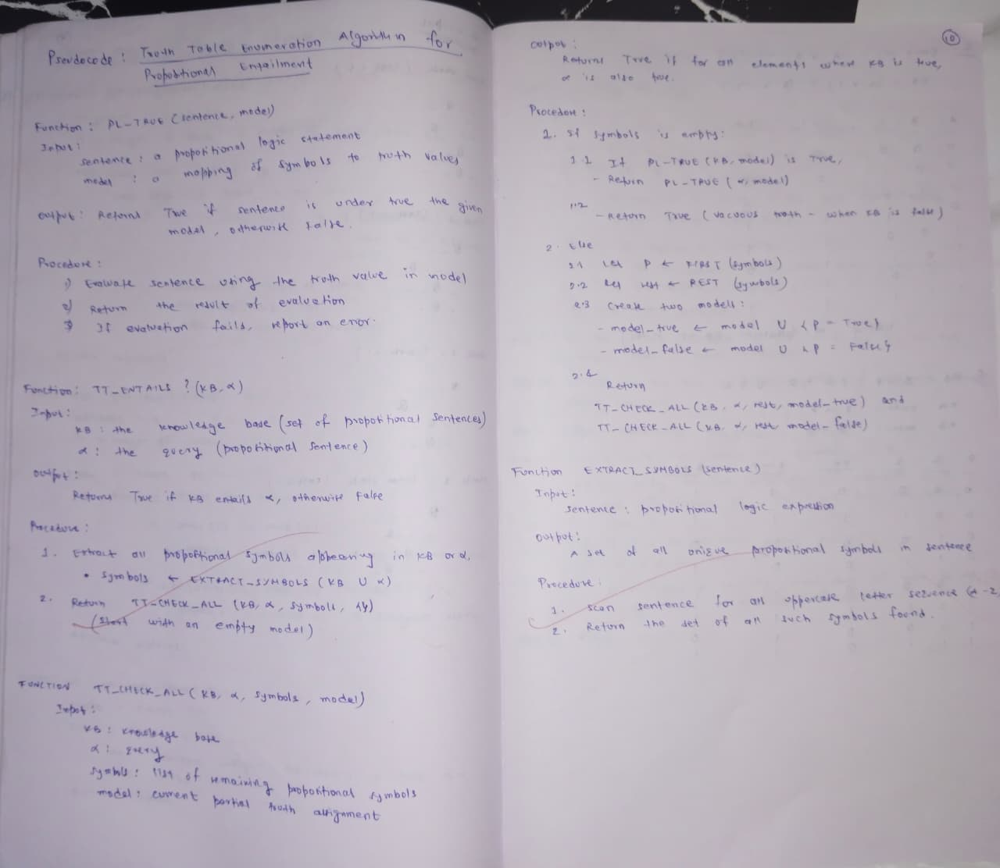 Pseudocode : Truth Table Enumeration Algorithm for
Propositional Entailment
Function : PL-TRUE (sentence, model)
Input :
sentence : a propositional logic statement
model : a mapping of symbols to truth values
output : Returns True if sentence is under true the given
model, otherwise False.
Procedure :
1) Evaluate sentence using the truth value in model
2) Return the result of evaluation
3) If evaluation fails, report an error.
Function: TT_ENTAILS ? (KB, α)
Input :
KB : the knowledge base (set of propositional sentences)
α : the query (propositional sentence)
output :
Returns True if KB entails α, otherwise False
Procedure :
1. Extract all propositional symbols appearing in KB or α,
• symbols ← EXTRACT_SYMBOLS (KB U α)
2. Return TT_CHECK_ALL (KB, α, symbols, {})
(start with an empty model)
FUNCTION TT_CHECK_ALL (KB, α, symbols, model)
Input :
KB : knowledge base
α : query
symbols : list of remaining propositional symbols
model : current partial truth assignment
10
output :
Returns True if for all elements where KB is true,
α is also true.
Procedure :
1. If symbols is empty:
1.1 If PL-TRUE (KB, model) is True,
- Return PL-TRUE (α, model)
1.2
- Return True (vacuous truth - when KB is false)
2. Else
2.1 Let P ← FIRST (symbols)
2.2 Let rest ← REST (symbols)
2.3 Create two models :
- model_true ← model U {P = True}
- model_false ← model U {P = False}
2.4
Return
TT_CHECK_ALL (KB, α, rest, model_true) and
TT_CHECK_ALL (KB, α, rest model_false)
Function EXTRACT_SYMBOLS (sentence)
Input :
sentence : propositional logic expression
output :
A set of all unique propositional symbols in sentence
Procedure :
1. Scan sentence for all uppercase letter sequence (A-Z
2. Return the set of all such symbols found.